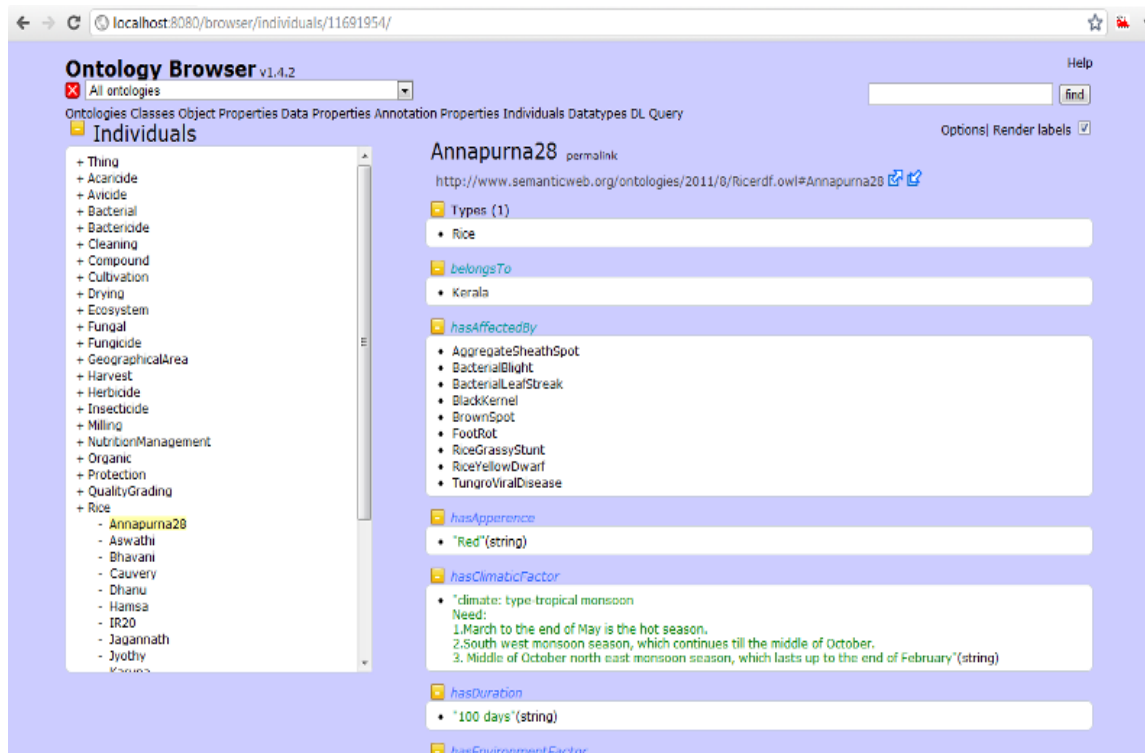 localhost:8080/browser/individuals/11691954/
Ontology Browser v1.4.2
Help
All ontologies
find
Ontologies Classes Object Properties Data Properties Annotation Properties Individuals Datatypes DL Query
Options| Render labels
Individuals
+ Thing
+ Acaricide
+ Avicide
+ Bacterial
+ Bactericide
+ Cleaning
+ Compound
+ Cultivation
+ Drying
+ Ecosystem
+ Fungal
+ Fungicide
+ GeographicalArea
+ Harvest
+ Herbicide
+ Insecticide
+ Milling
+ NutritionManagement
+ Organic
+ Protection
+ QualityGrading
+ Rice
- Annapurna28
- Aswathi
- Bhavani
- Cauvery
- Dhanu
- Hamsa
- IR20
- Jagannath
- Jyothy
Annapurna28 permalink
http://www.semanticweb.org/ontologies/2011/8/Ricerdf.owl#Annapurna28
Types (1)
• Rice
belongsTo
• Kerala
hasAffectedBy
• AggregateSheathSpot
• BacterialBlight
• BacterialLeafStreak
• BlackKernel
• BrownSpot
• FootRot
• RiceGrassyStunt
• RiceYellowDwarf
• TungroViralDisease
hasApperence
• "Red"(string)
hasClimaticFactor
• "climate: type-tropical monsoon
Need:
1.March to the end of May is the hot season.
2.South west monsoon season, which continues till the middle of October.
3. Middle of October north east monsoon season, which lasts up to the end of February"(string)
hasDuration
• "100 days"(string)
hasEnvironmentFactor